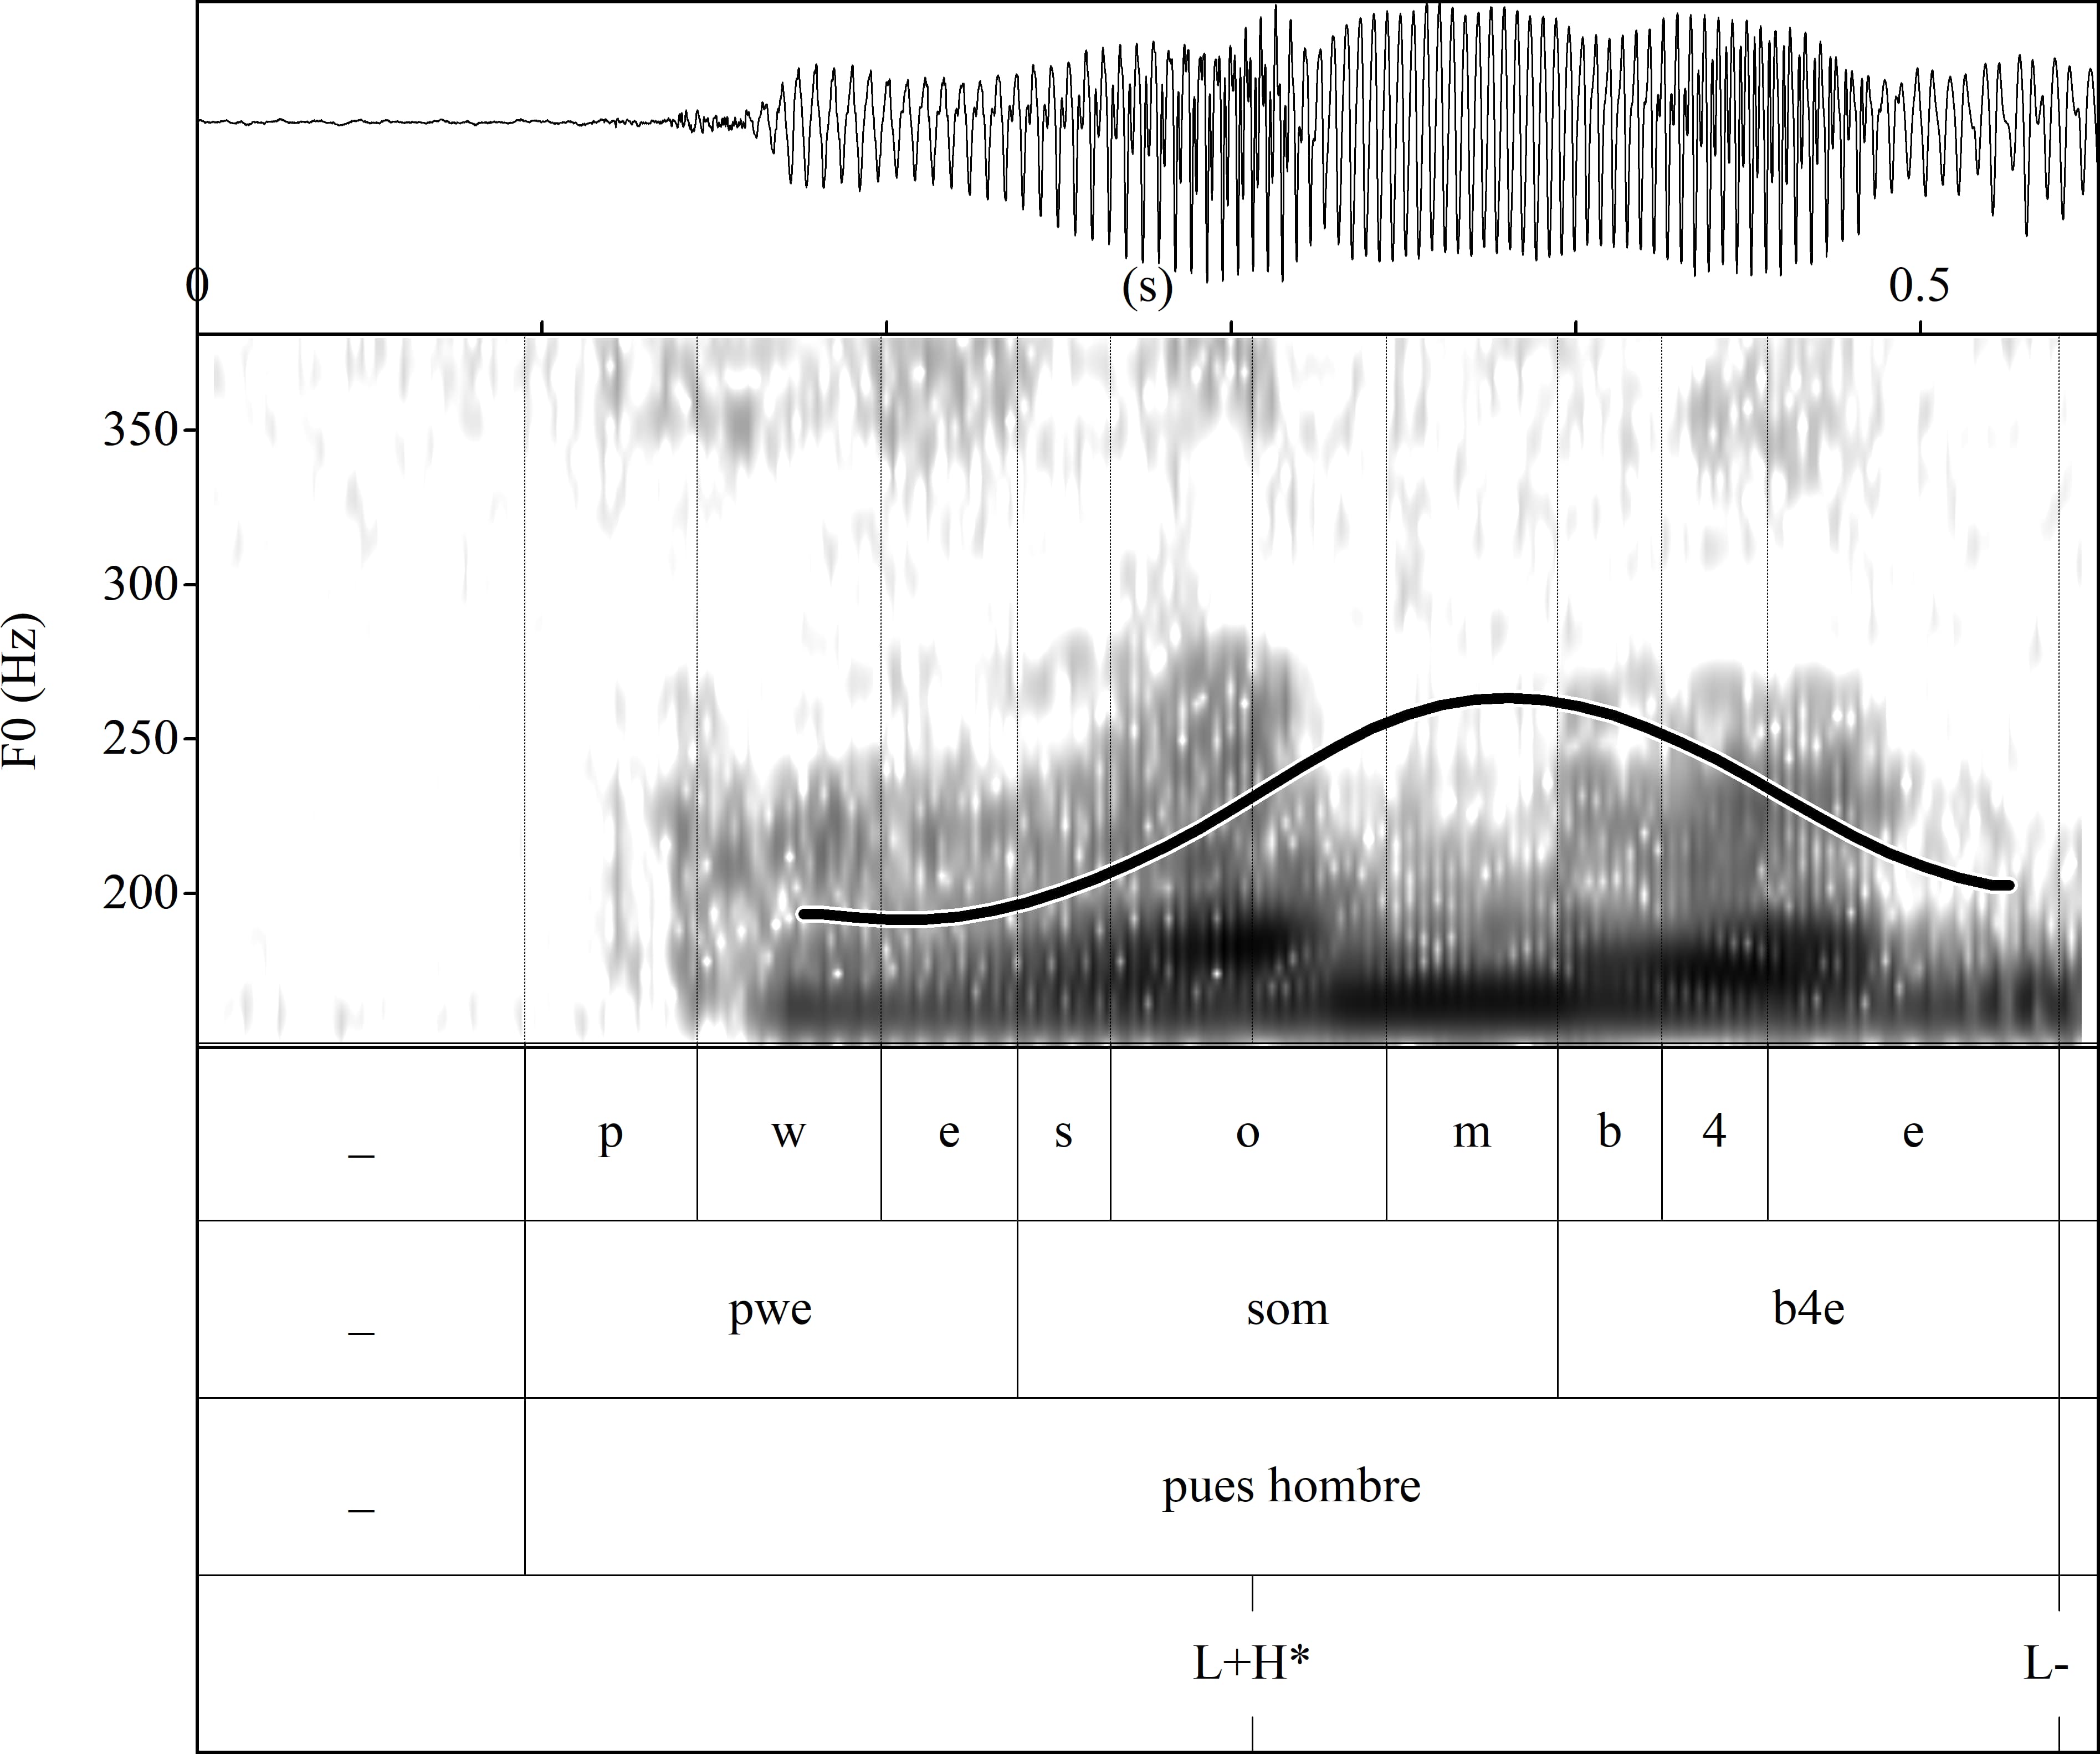 0 (s) 0.5
350
300
250
200
F0 (Hz)
_ p w e s o m b 4 e
_ pwe som b4e
_ pues hombre
L+H* L-